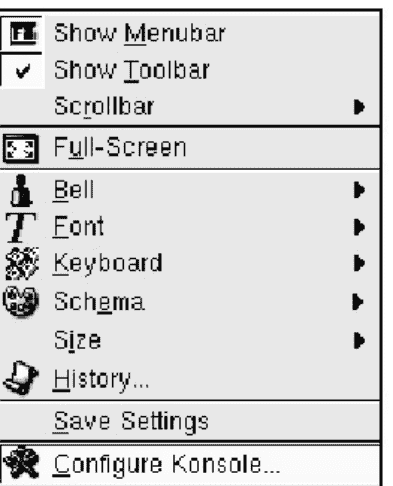 Show Menubar
Show Toolbar
Scrollbar
Full-Screen
Bell
Font
Keyboard
Schema
Size
History...
Save Settings
Configure Konsole...